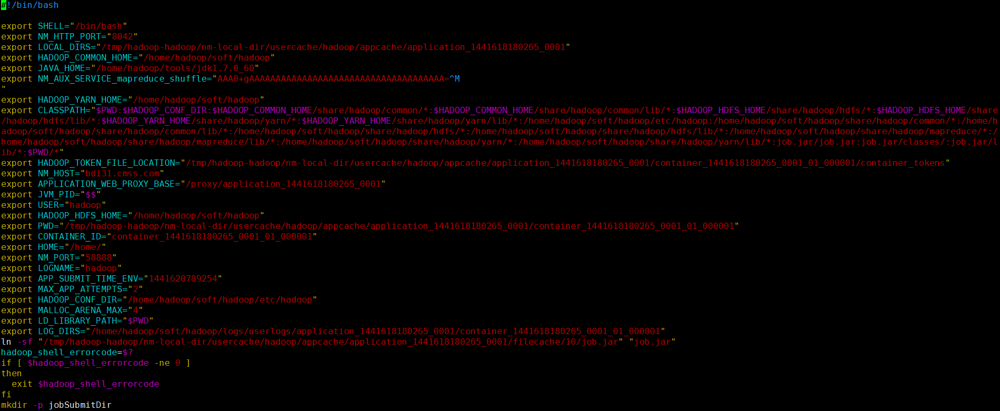 #!/bin/bash

export SHELL="/bin/bash"
export NM_HTTP_PORT="8042"
export LOCAL_DIRS="/tmp/hadoop-hadoop/nm-local-dir/usercache/hadoop/appcache/application_1441618180265_0001"
export HADOOP_COMMON_HOME="/home/hadoop/soft/hadoop"
export JAVA_HOME="/home/hadoop/tools/jdk1.7.0_60"
export NM_AUX_SERVICE_mapreduce_shuffle="AAA0+gAAAAAAAAAAAAAAAAAAAAAAAAAAAAAAAAAAAAA=^M
"
export HADOOP_YARN_HOME="/home/hadoop/soft/hadoop"
export CLASSPATH="$PWD:$HADOOP_CONF_DIR:$HADOOP_COMMON_HOME/share/hadoop/common/*:$HADOOP_COMMON_HOME/share/hadoop/common/lib/*:$HADOOP_HDFS_HOME/share/hadoop/hdfs/*:$HADOOP_HDFS_HOME/share
/hadoop/hdfs/lib/*:$HADOOP_YARN_HOME/share/hadoop/yarn/*:$HADOOP_YARN_HOME/share/hadoop/yarn/lib/*:/home/hadoop/soft/hadoop/etc/hadoop:/home/hadoop/soft/hadoop/share/hadoop/common/*:/home/h
adoop/soft/hadoop/share/hadoop/common/lib/*:/home/hadoop/soft/hadoop/share/hadoop/hdfs/*:/home/hadoop/soft/hadoop/share/hadoop/hdfs/lib/*:/home/hadoop/soft/hadoop/share/hadoop/mapreduce/*:/
home/hadoop/soft/hadoop/share/hadoop/mapreduce/lib/*:/home/hadoop/soft/hadoop/share/hadoop/yarn/*:/home/hadoop/soft/hadoop/share/hadoop/yarn/lib/*:job.jar/job.jar:job.jar/classes/:job.jar/l
ib/*:$PWD/*"
export HADOOP_TOKEN_FILE_LOCATION="/tmp/hadoop-hadoop/nm-local-dir/usercache/hadoop/appcache/application_1441618180265_0001/container_1441618180265_0001_01_000001/container_tokens"
export NM_HOST="bdi31.cmss.com"
export APPLICATION_WEB_PROXY_BASE="/proxy/application_1441618180265_0001"
export JVM_PID="$$"
export USER="hadoop"
export HADOOP_HDFS_HOME="/home/hadoop/soft/hadoop"
export PWD="/tmp/hadoop-hadoop/nm-local-dir/usercache/hadoop/appcache/application_1441618180265_0001/container_1441618180265_0001_01_000001"
export CONTAINER_ID="container_1441618180265_0001_01_000001"
export HOME="/home/"
export NM_PORT="58888"
export LOGNAME="hadoop"
export APP_SUBMIT_TIME_ENV="1441620789254"
export MAX_APP_ATTEMPTS="2"
export HADOOP_CONF_DIR="/home/hadoop/soft/hadoop/etc/hadoop"
export MALLOC_ARENA_MAX="4"
export LD_LIBRARY_PATH="$PWD"
export LOG_DIRS="/home/hadoop/soft/hadoop/logs/userlogs/application_1441618180265_0001/container_1441618180265_0001_01_000001"
ln -sf "/tmp/hadoop-hadoop/nm-local-dir/usercache/hadoop/appcache/application_1441618180265_0001/filecache/10/job.jar" "job.jar"
hadoop_shell_errorcode=$?
if [ $hadoop_shell_errorcode -ne 0 ]
then
  exit $hadoop_shell_errorcode
fi
mkdir -p jobSubmitDir